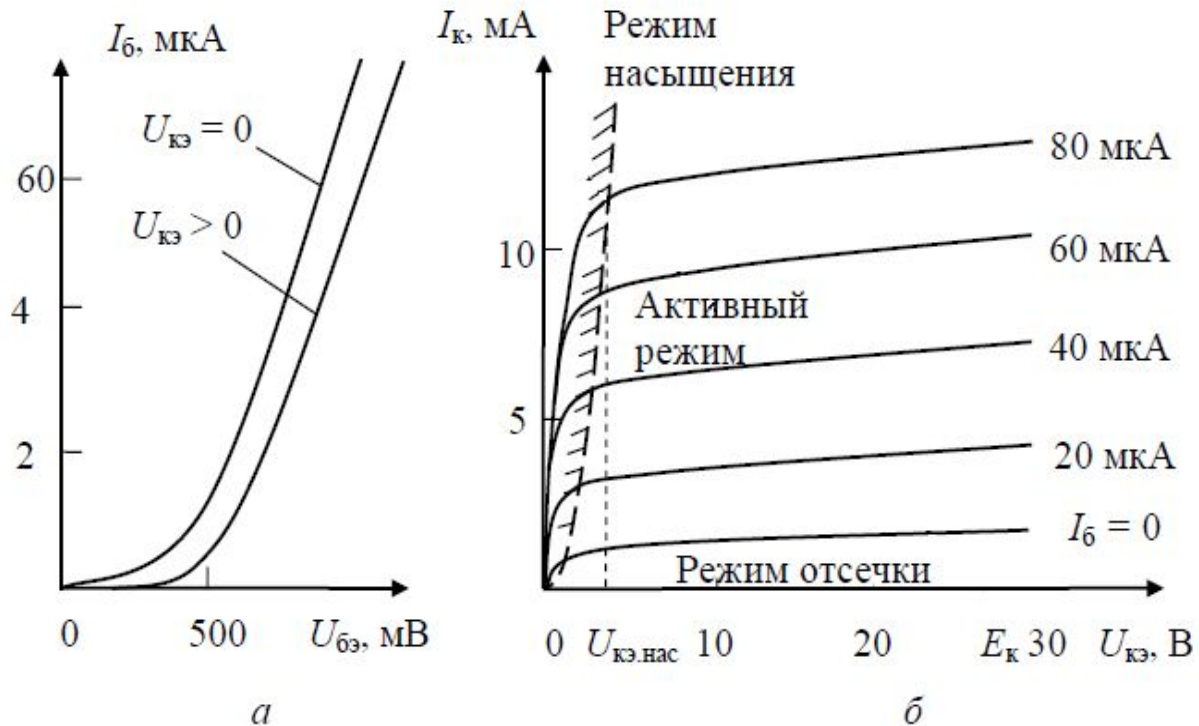 Iб, мкА
Uкэ = 0
60
Uкэ > 0
4
2
0
500
Uбэ, мВ
а
Iк, мА
Режим
насыщения
80 мкА
10
60 мкА
Активный
режим
40 мкА
5
20 мкА
Iб = 0
Режим отсечки
0 Uкэ.нас 10 20 Eк 30 Uкэ, В
б